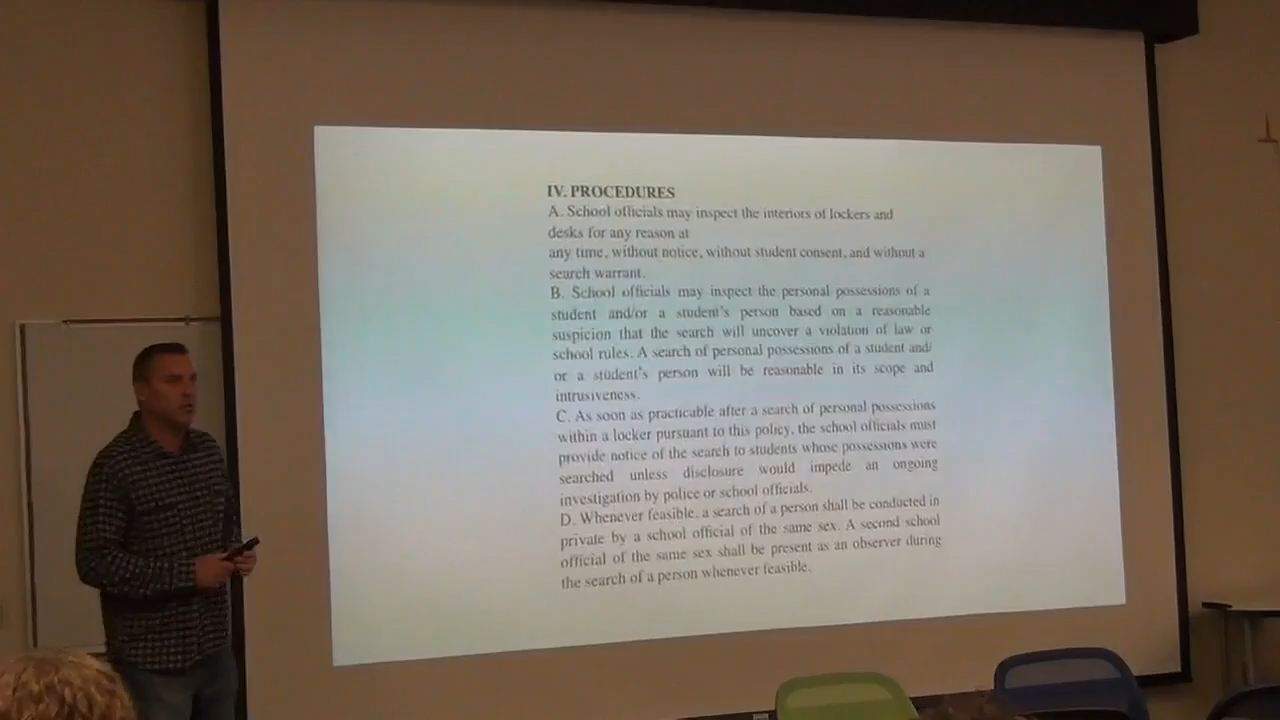 IV. PROCEDURES
A. School officials may inspect the interiors of lockers and
desks for any reason at
any time, without notice, without student consent, and without a
search warrant.
B. School officials may inspect the personal possessions of a
student and/or a student's person based on a reasonable
suspicion that the search will uncover a violation of law or
school rules. A search of personal possessions of a student and/
or a student's person will be reasonable in its scope and
intrusiveness.
C. As soon as practicable after a search of personal possessions
within a locker pursuant to this policy, the school officials must
provide notice of the search to students whose possessions were
searched unless disclosure would impede an ongoing
investigation by police or school officials.
D. Whenever feasible, a search of a person shall be conducted in
private by a school official of the same sex. A second school
official of the same sex shall be present as an observer during
the search of a person whenever feasible.